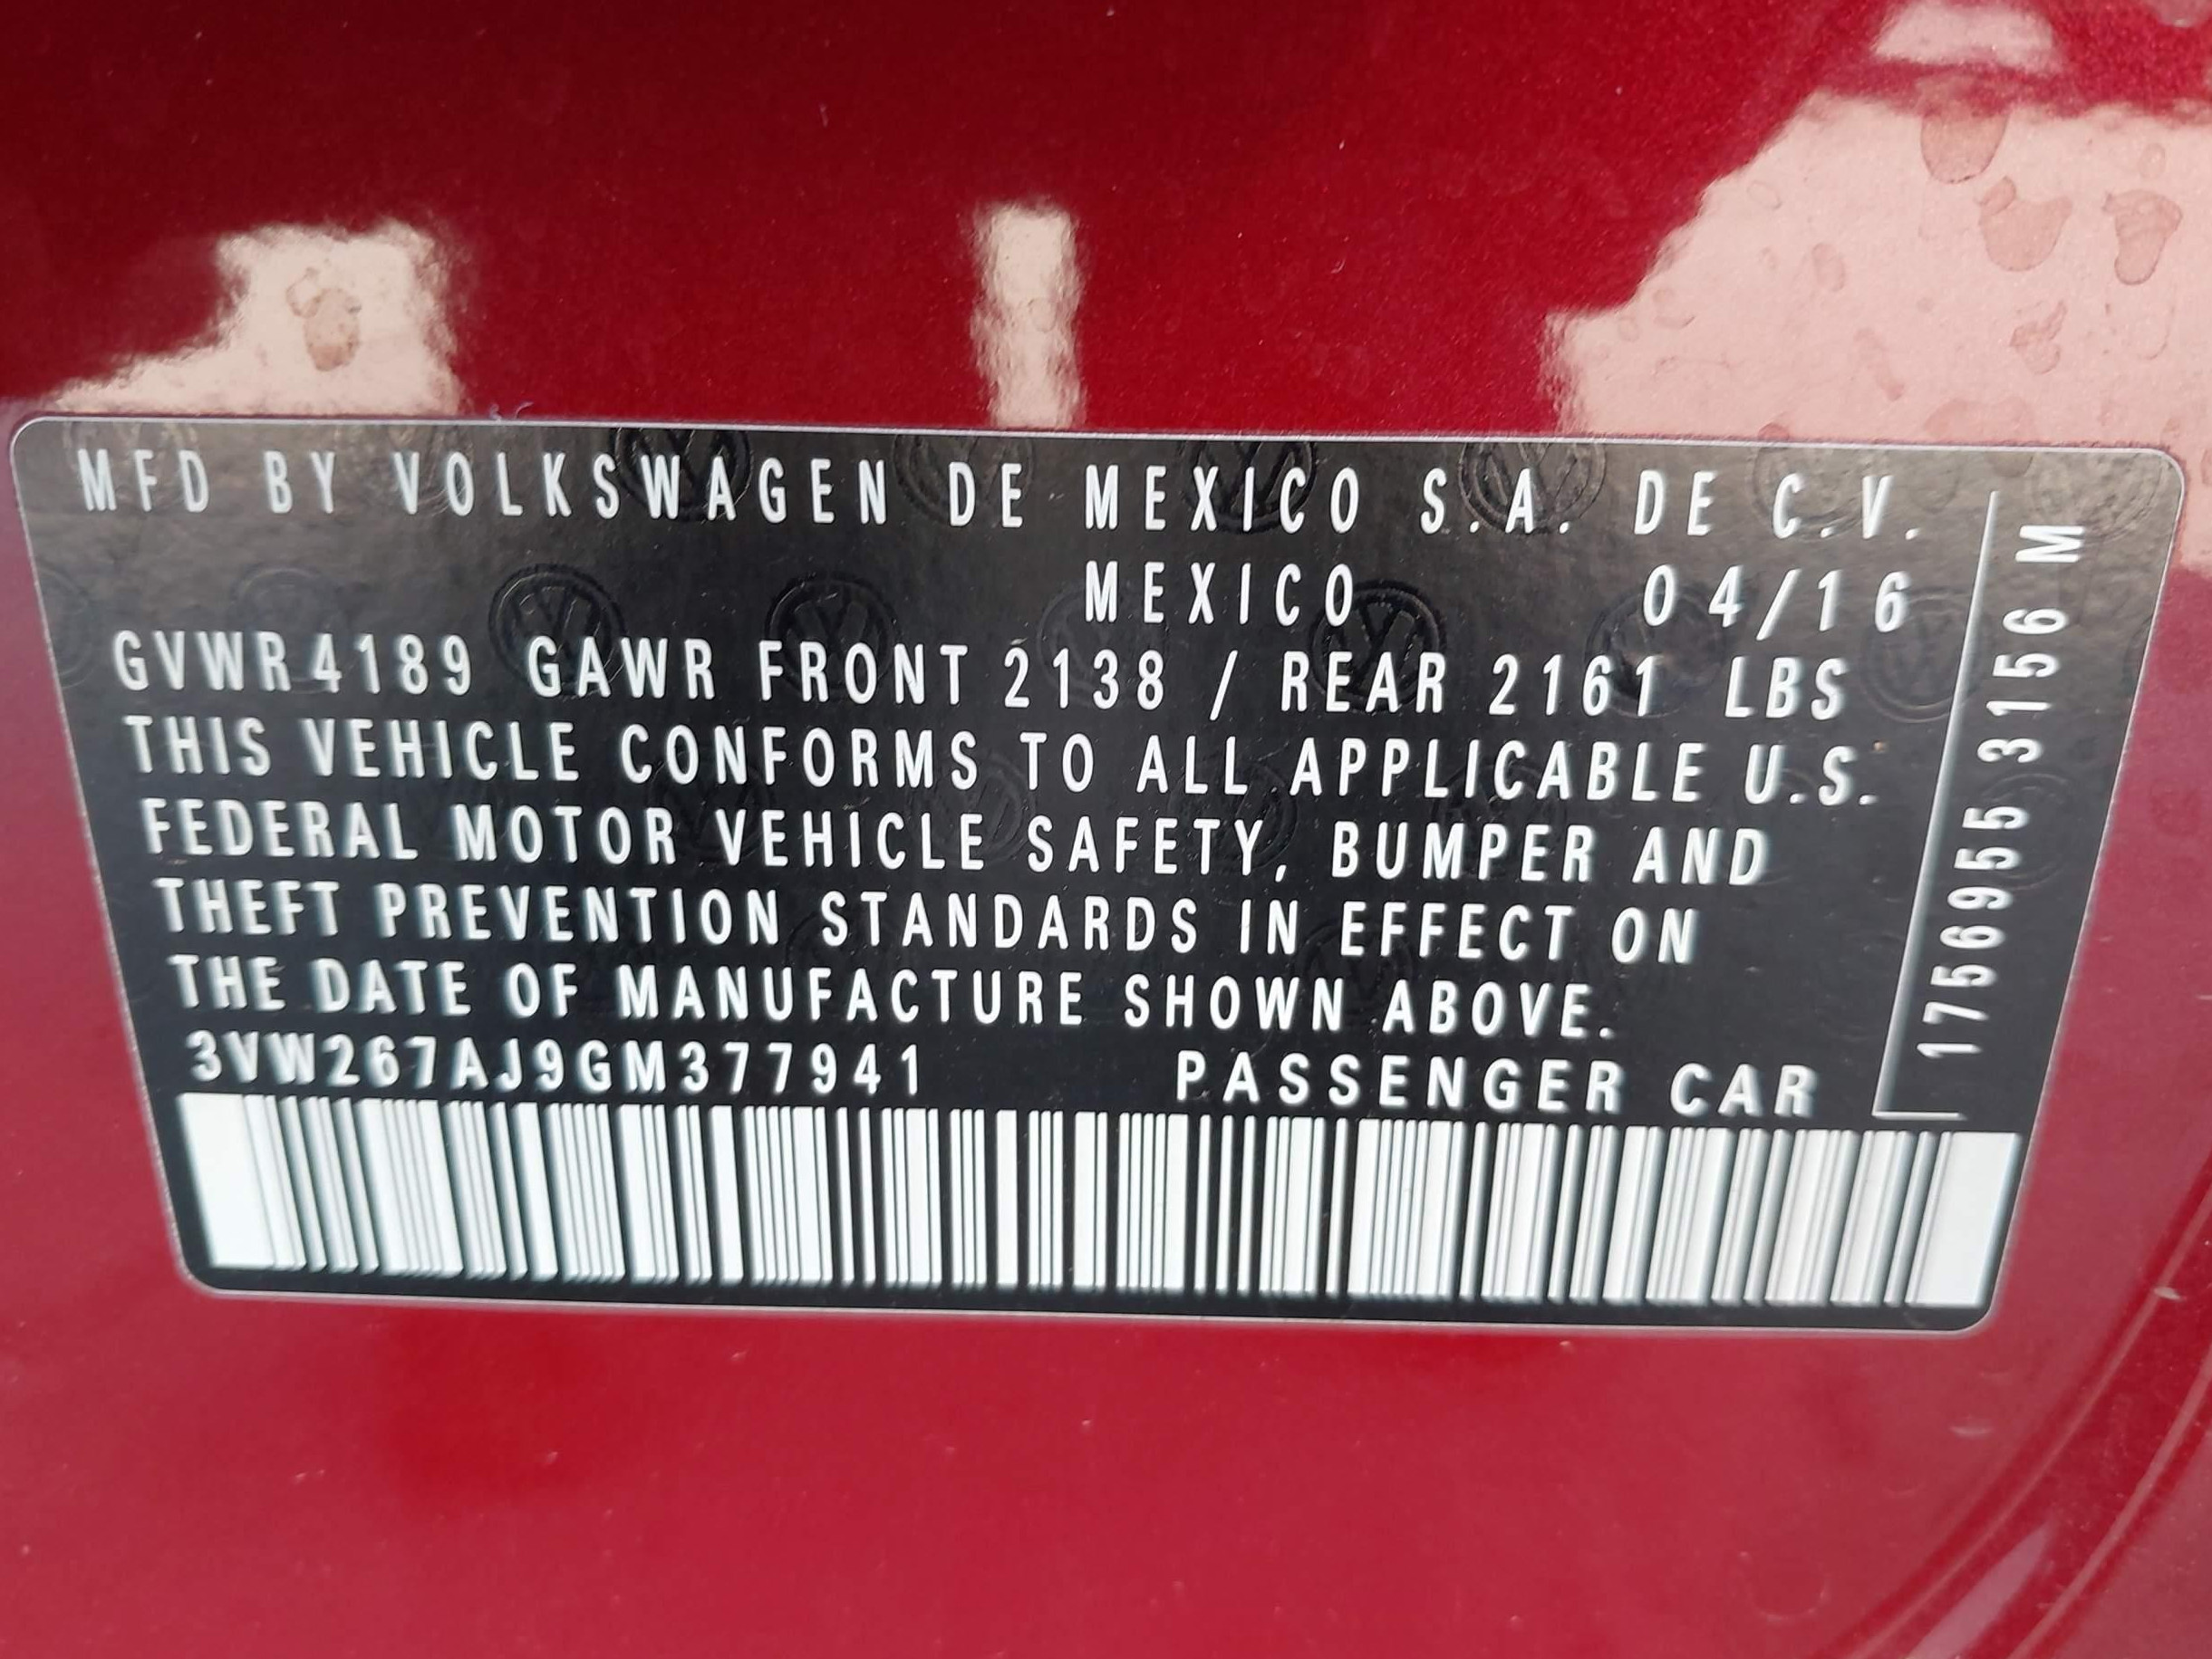 MFD BY VOLKSWAGEN DE MEXICO S.A. DE C.V.
MEXICO 04/16
GVWR 4189 GAWR FRONT 2138 / REAR 2161 LBS
THIS VEHICLE CONFORMS TO ALL APPLICABLE U.S.
FEDERAL MOTOR VEHICLE SAFETY, BUMPER AND
THEFT PREVENTION STANDARDS IN EFFECT ON
THE DATE OF MANUFACTURE SHOWN ABOVE.
3VW267AJ9GM377941 PASSENGER CAR
1756955 3156 M